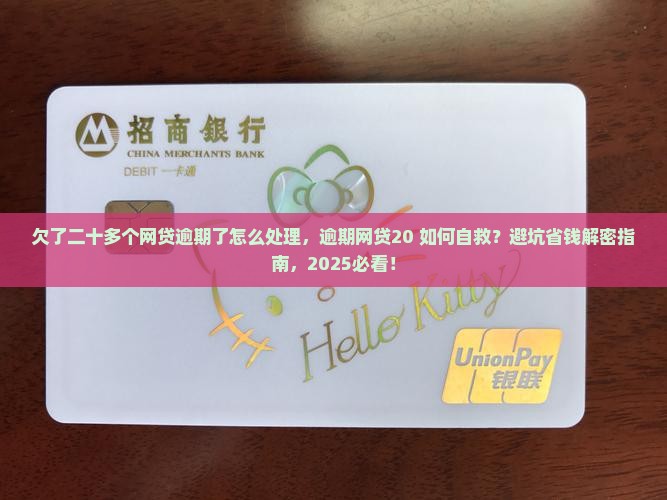 招商銀行
CHINA MERCHANTS BANK
DEBIT 一卡通
欠了二十多个网贷逾期了怎么处理，逾期网贷20 如何自救？避坑省钱解密指
南，2025必看！
Hello Kitty
UnionPay
银联